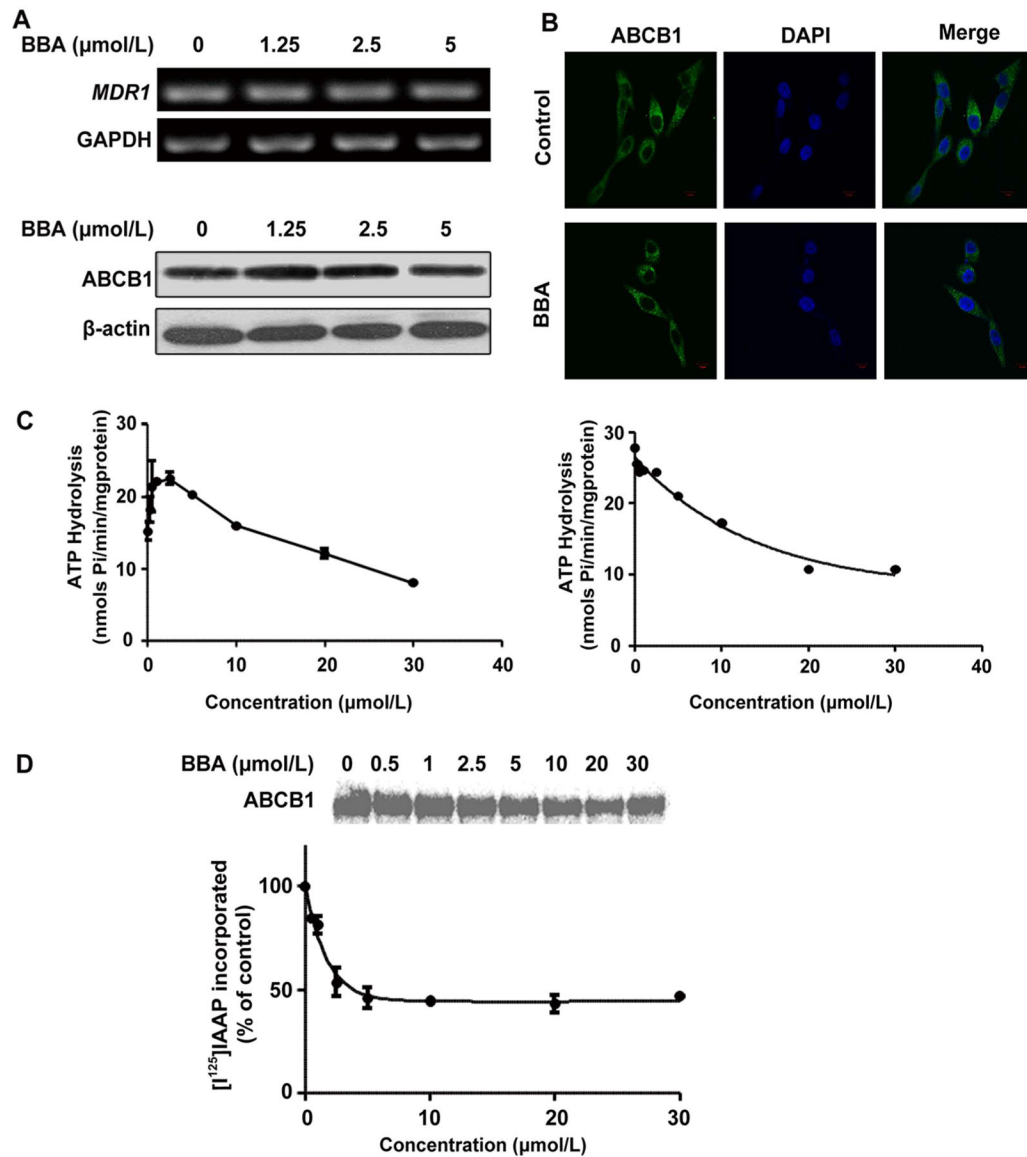 A
BBA (μmol/L) 0 1.25 2.5 5
MDR1
GAPDH
BBA (μmol/L) 0 1.25 2.5 5
ABCB1
β-actin
B
ABCB1 DAPI Merge
Control
BBA
C
ATP Hydrolysis
(nmols Pi/min/mgprotein)
30
20
10
0
0 10 20 30 40
Concentration (μmol/L)
ATP Hydrolysis
(nmols Pi/min/mgprotein)
30
20
10
0
0 10 20 30 40
Concentration (μmol/L)
D
BBA (μmol/L) 0 0.5 1 2.5 5 10 20 30
ABCB1
[I¹²⁵]IAAP incorporated
(% of control)
100
50
0
0 10 20 30
Concentration (μmol/L)